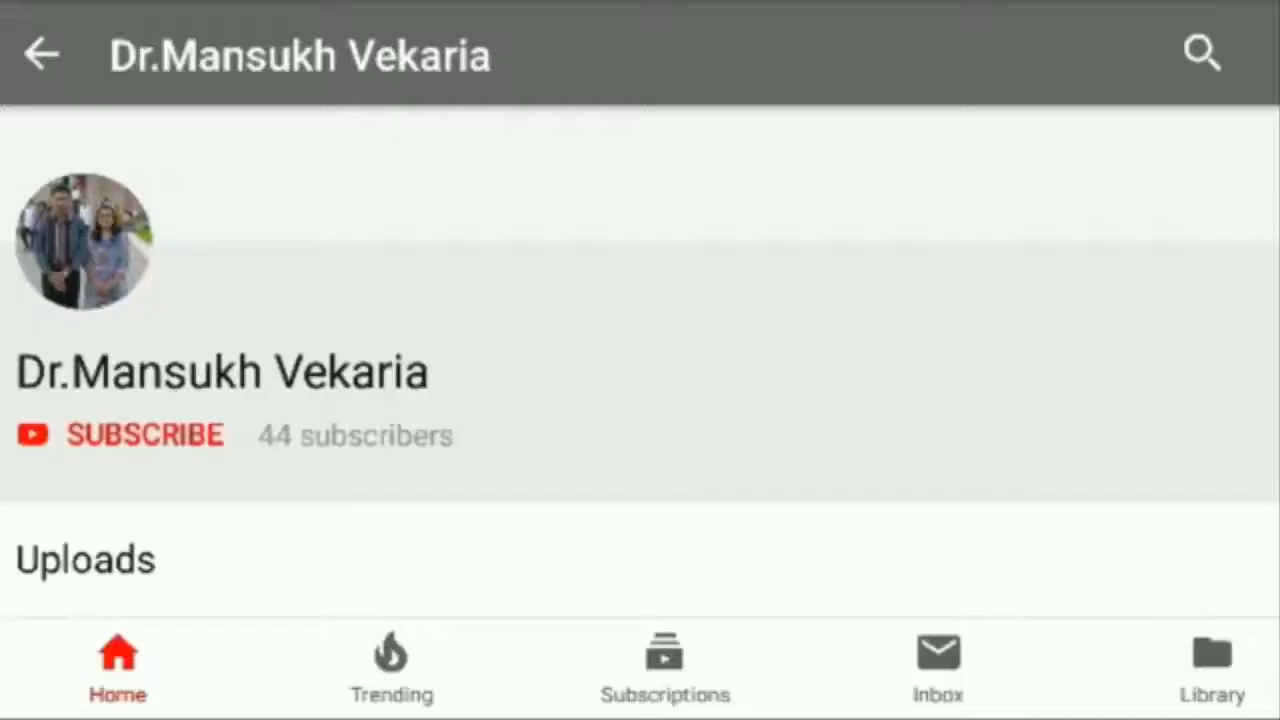 Dr.Mansukh Vekaria
Dr.Mansukh Vekaria
SUBSCRIBE 44 subscribers
Uploads
Home Trending Subscriptions Inbox Library